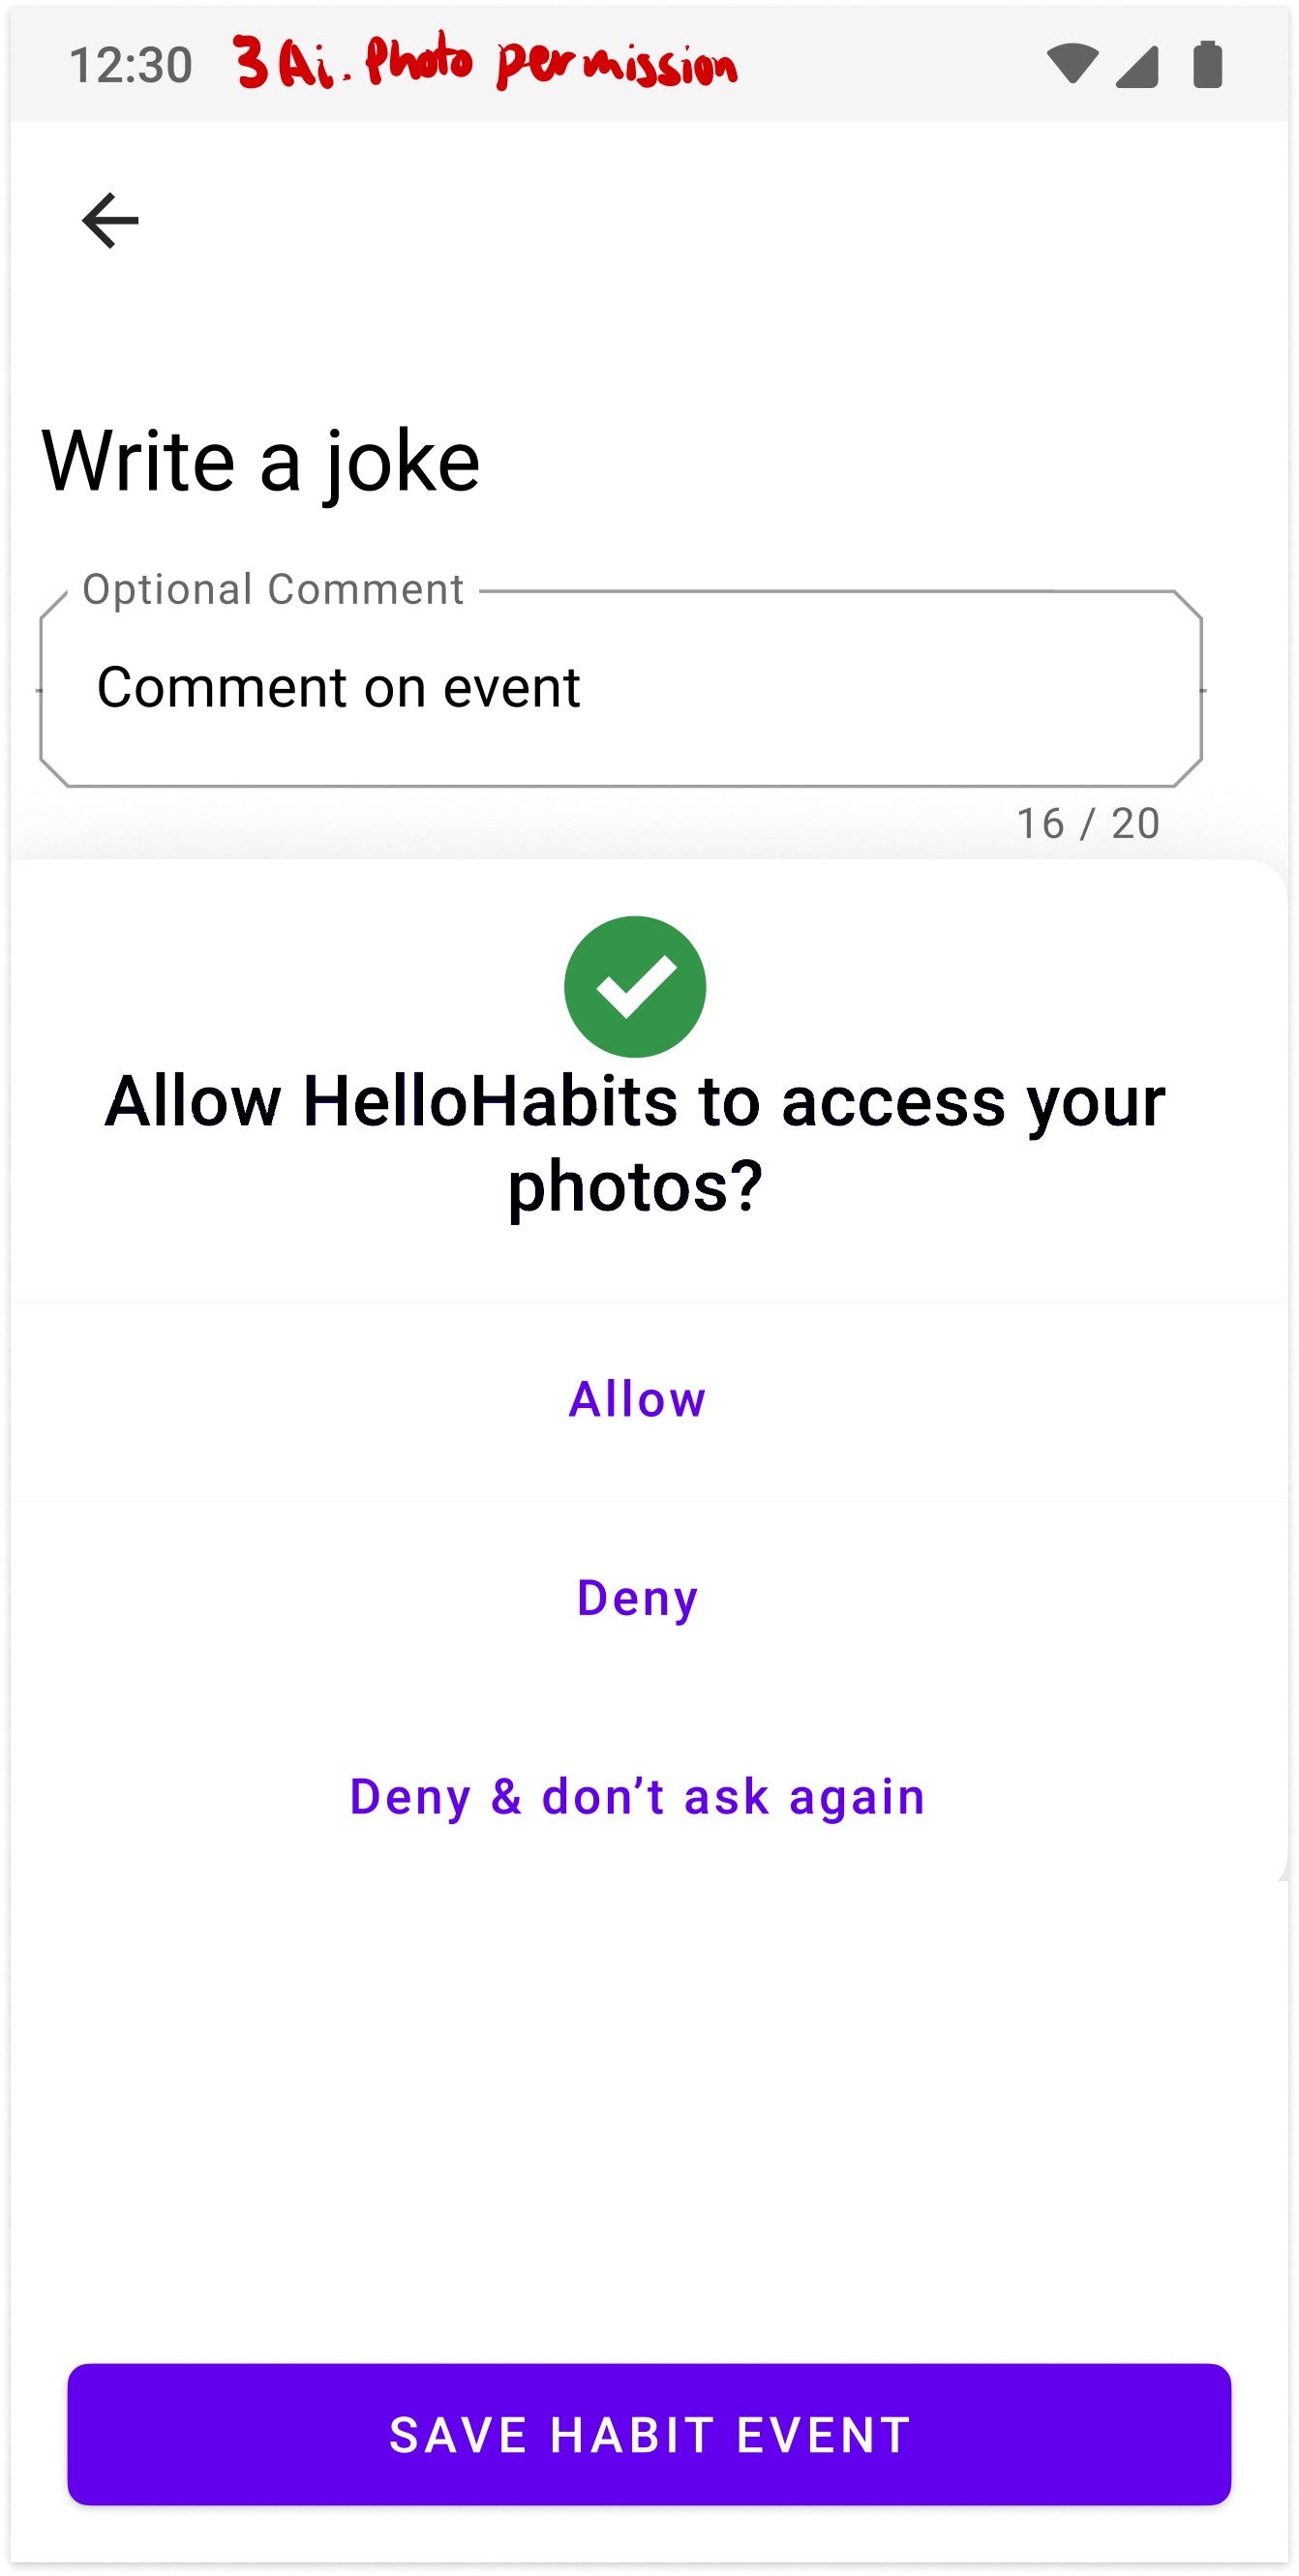 12:30 3Ai. Photo permission
Write a joke
Optional Comment
Comment on event
16 / 20
Allow HelloHabits to access your
photos?
Allow
Deny
Deny & don’t ask again
SAVE HABIT EVENT